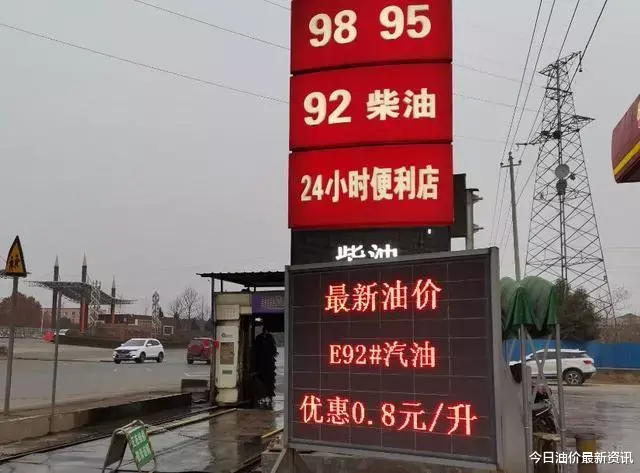 98 95
92 柴油
24小时便利店
柴油
最新油价
E92#汽油
优惠0.8元/升
今日油价最新资讯